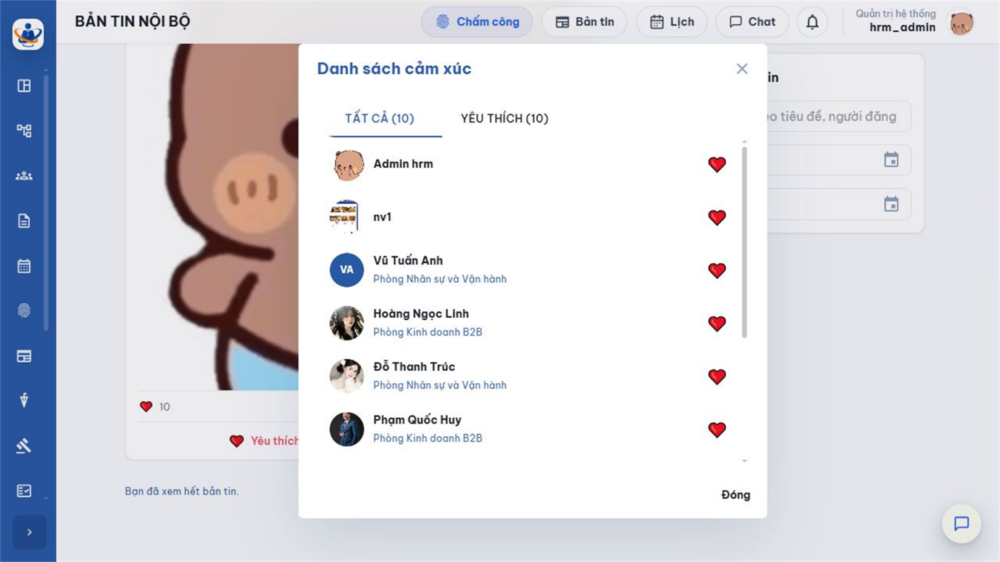 BẢN TIN NỘI BỘ
Chấm công
Bản tin
Lịch
Chat
Quản trị hệ thống
hrm_admin
Danh sách cảm xúc
in
TẤT CẢ (10)
YÊU THÍCH (10)
eo tiêu đề, người đăng
Admin hrm
nv1
VA
Vũ Tuấn Anh
Phòng Nhân sự và Vận hành
Hoàng Ngọc Linh
Phòng Kinh doanh B2B
Đỗ Thanh Trúc
Phòng Nhân sự và Vận hành
Phạm Quốc Huy
Phòng Kinh doanh B2B
10
Yêu thích
Bạn đã xem hết bản tin.
Đóng